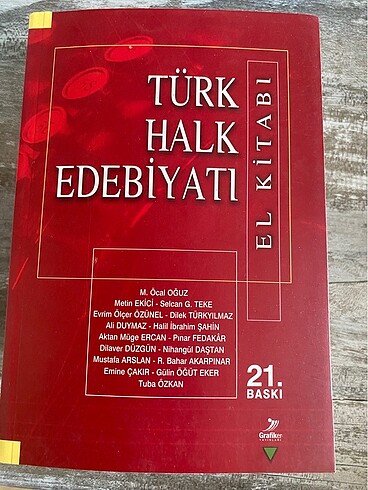 TÜRK
HALK
EDEBİYATI
EL KİTABI
M. Öcal OĞUZ
Metin EKİCİ - Selcan G. TEKE
Evrim Ölçer ÖZÜNEL - Dilek TÜRKYILMAZ
Ali DUYMAZ - Halil İbrahim ŞAHİN
Aktan Müge ERCAN - Pınar FEDAKÂR
Dilaver DÜZGÜN - Nihangül DAŞTAN
Mustafa ARSLAN - R. Bahar AKARPINAR
Emine ÇAKIR - Gülin ÖĞÜT EKER
Tuba ÖZKAN
21.
BASKI
Grafiker
YAYINLARI